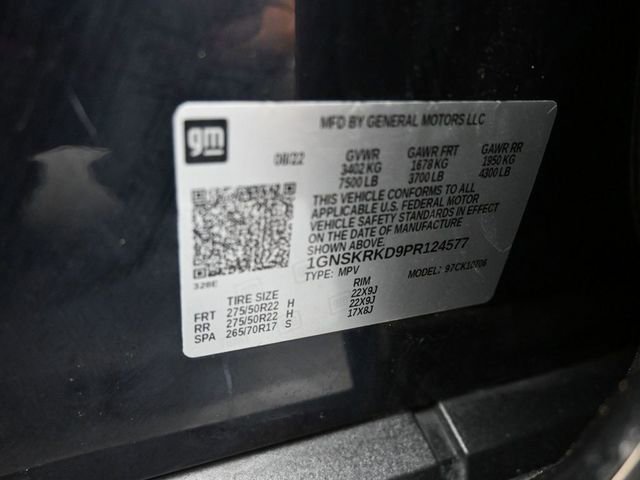 gm
MFD BY GENERAL MOTORS LLC
08/22 GVWR GAWR FRT GAWR RR
3402 KG 1678 KG 1950 KG
7500 LB 3700 LB 4300 LB
THIS VEHICLE CONFORMS TO ALL
APPLICABLE U.S. FEDERAL MOTOR
VEHICLE SAFETY STANDARDS IN EFFECT
ON THE DATE OF MANUFACTURE
SHOWN ABOVE.
1GNSKRKD9PR124577
TYPE: MPV MODEL: 97CK10706
328E
TIRE SIZE RIM
FRT 275/50R22 H 22X9J
RR 275/50R22 H 22X9J
SPA 265/70R17 S 17X8J